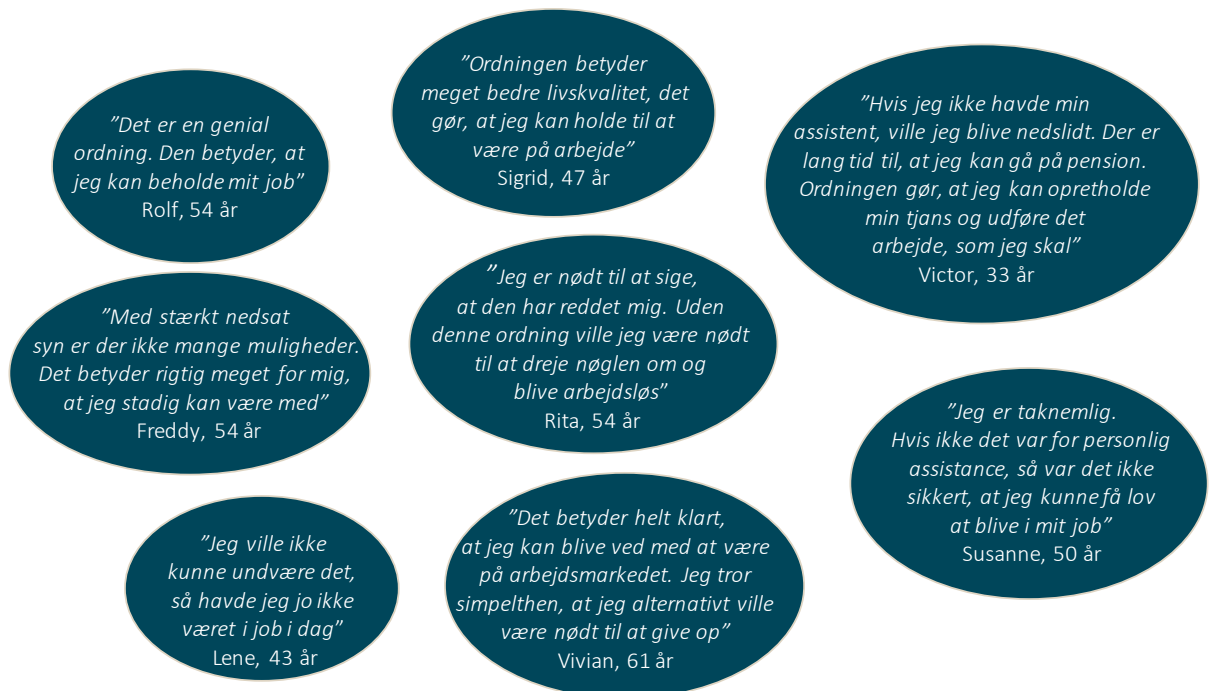 ”Det er en genial
ordning. Den betyder, at
jeg kan beholde mit job”
Rolf, 54 år
”Ordningen betyder
meget bedre livskvalitet, det
gør, at jeg kan holde til at
være på arbejde”
Sigrid, 47 år
”Hvis jeg ikke havde min
assistent, ville jeg blive nedslidt. Der er
lang tid til, at jeg kan gå på pension.
Ordningen gør, at jeg kan opretholde
min tjans og udføre det
arbejde, som jeg skal”
Victor, 33 år
”Med stærkt nedsat
syn er der ikke mange muligheder.
Det betyder rigtig meget for mig,
at jeg stadig kan være med”
Freddy, 54 år
”Jeg er nødt til at sige,
at den har reddet mig. Uden
denne ordning ville jeg være nødt
til at dreje nøglen om og
blive arbejdsløs”
Rita, 54 år
”Jeg er taknemlig.
Hvis ikke det var for personlig
assistance, så var det ikke
sikkert, at jeg kunne få lov
at blive i mit job”
Susanne, 50 år
”Jeg ville ikke
kunne undvære det,
så havde jeg jo ikke
været i job i dag”
Lene, 43 år
”Det betyder helt klart,
at jeg kan blive ved med at være
på arbejdsmarkedet. Jeg tror
simpelthen, at jeg alternativt ville
være nødt til at give op”
Vivian, 61 år